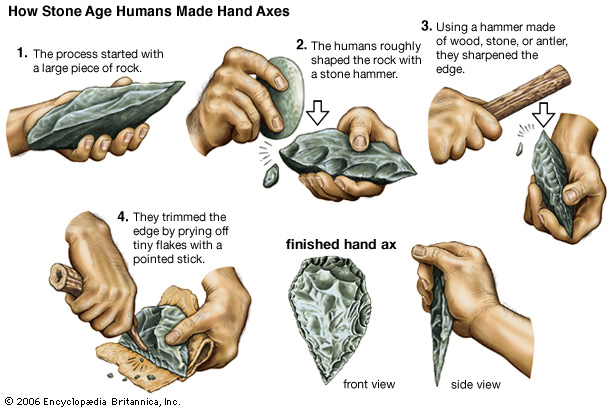 How Stone Age Humans Made Hand Axes
1. The process started with
a large piece of rock.
2. The humans roughly
shaped the rock with
a stone hammer.
3. Using a hammer made
of wood, stone, or antler,
they sharpened the
edge.
4. They trimmed the
edge by prying off
tiny flakes with a
pointed stick.
finished hand ax
front view
side view
© 2006 Encyclopædia Britannica, Inc.